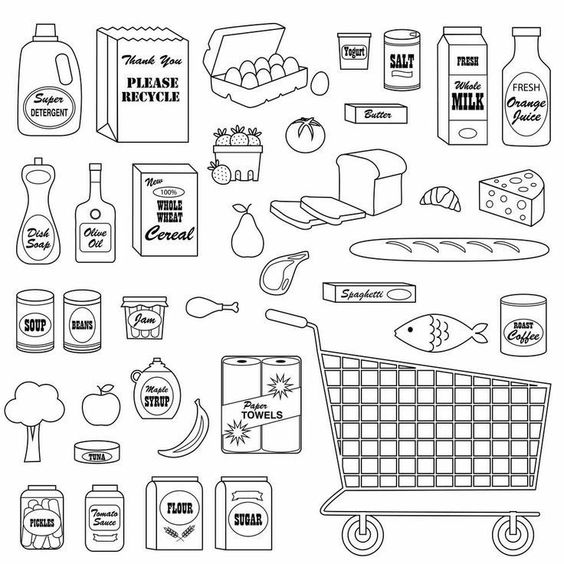 Super
DETERGENT
Thank You
PLEASE
RECYCLE
Yogurt
SALT
FRESH
Whole
MILK
FRESH
Orange
Juice
Butter
Dish
Soap
Olive
Oil
New
100%
WHOLE
WHEAT
Cereal
SOUP
BEANS
Jam
Spaghetti
ROAST
Coffee
Maple
SYRUP
Paper
TOWELS
TUNA
PICKLES
Tomato
Sauce
FLOUR
SUGAR